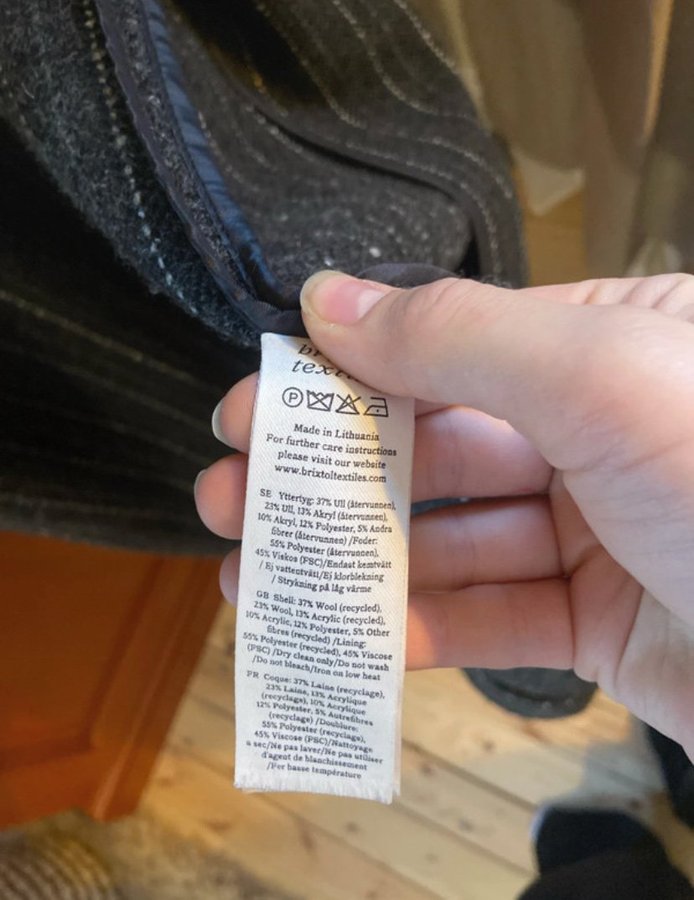 P
Made in Lithuania
For further care instructions
please visit our website
www.brixtoltextiles.com
SE Yttertyg: 37% Ull (återvunnen),
23% Ull, 13% Akryl (återvunnen),
10% Akryl, 12% Polyester, 5% Andra
fibrer (återvunnen) /Foder:
55% Polyester (återvunnen),
45% Viskos (FSC)/Endast kemtvätt
/ Ej vattentvätt/Ej klorblekning
/ Strykning på låg värme
GB Shell: 37% Wool (recycled),
23% Wool, 13% Acrylic (recycled),
10% Acrylic, 12% Polyester, 5% Other
fibres (recycled) /Lining:
55% Polyester (recycled), 45% Viscose
(FSC) /Dry clean only/Do not wash
/Do not bleach/Iron on low heat
FR Coque: 37% Laine (recyclage),
23% Laine, 13% Acrylique
(recyclage), 10% Acrylique
12% Polyester, 5% Autrefibres
(recyclage) /Doublure:
55% Polyester (recyclage),
45% Viscose (FSC)/Nattoyage
a sec/Ne pas laver/Ne pas utiliser
d'agent de blanchissement
/Fer basse température